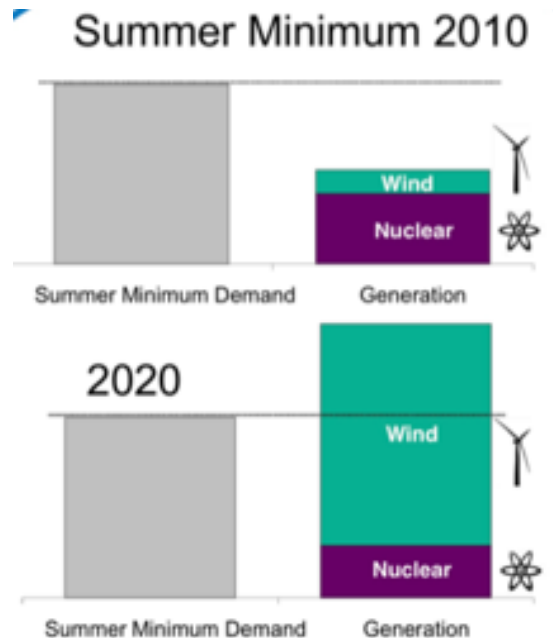 Summer Minimum 2010
Wind
Nuclear
Summer Minimum Demand
Generation
2020
Wind
Nuclear
Summer Minimum Demand
Generation